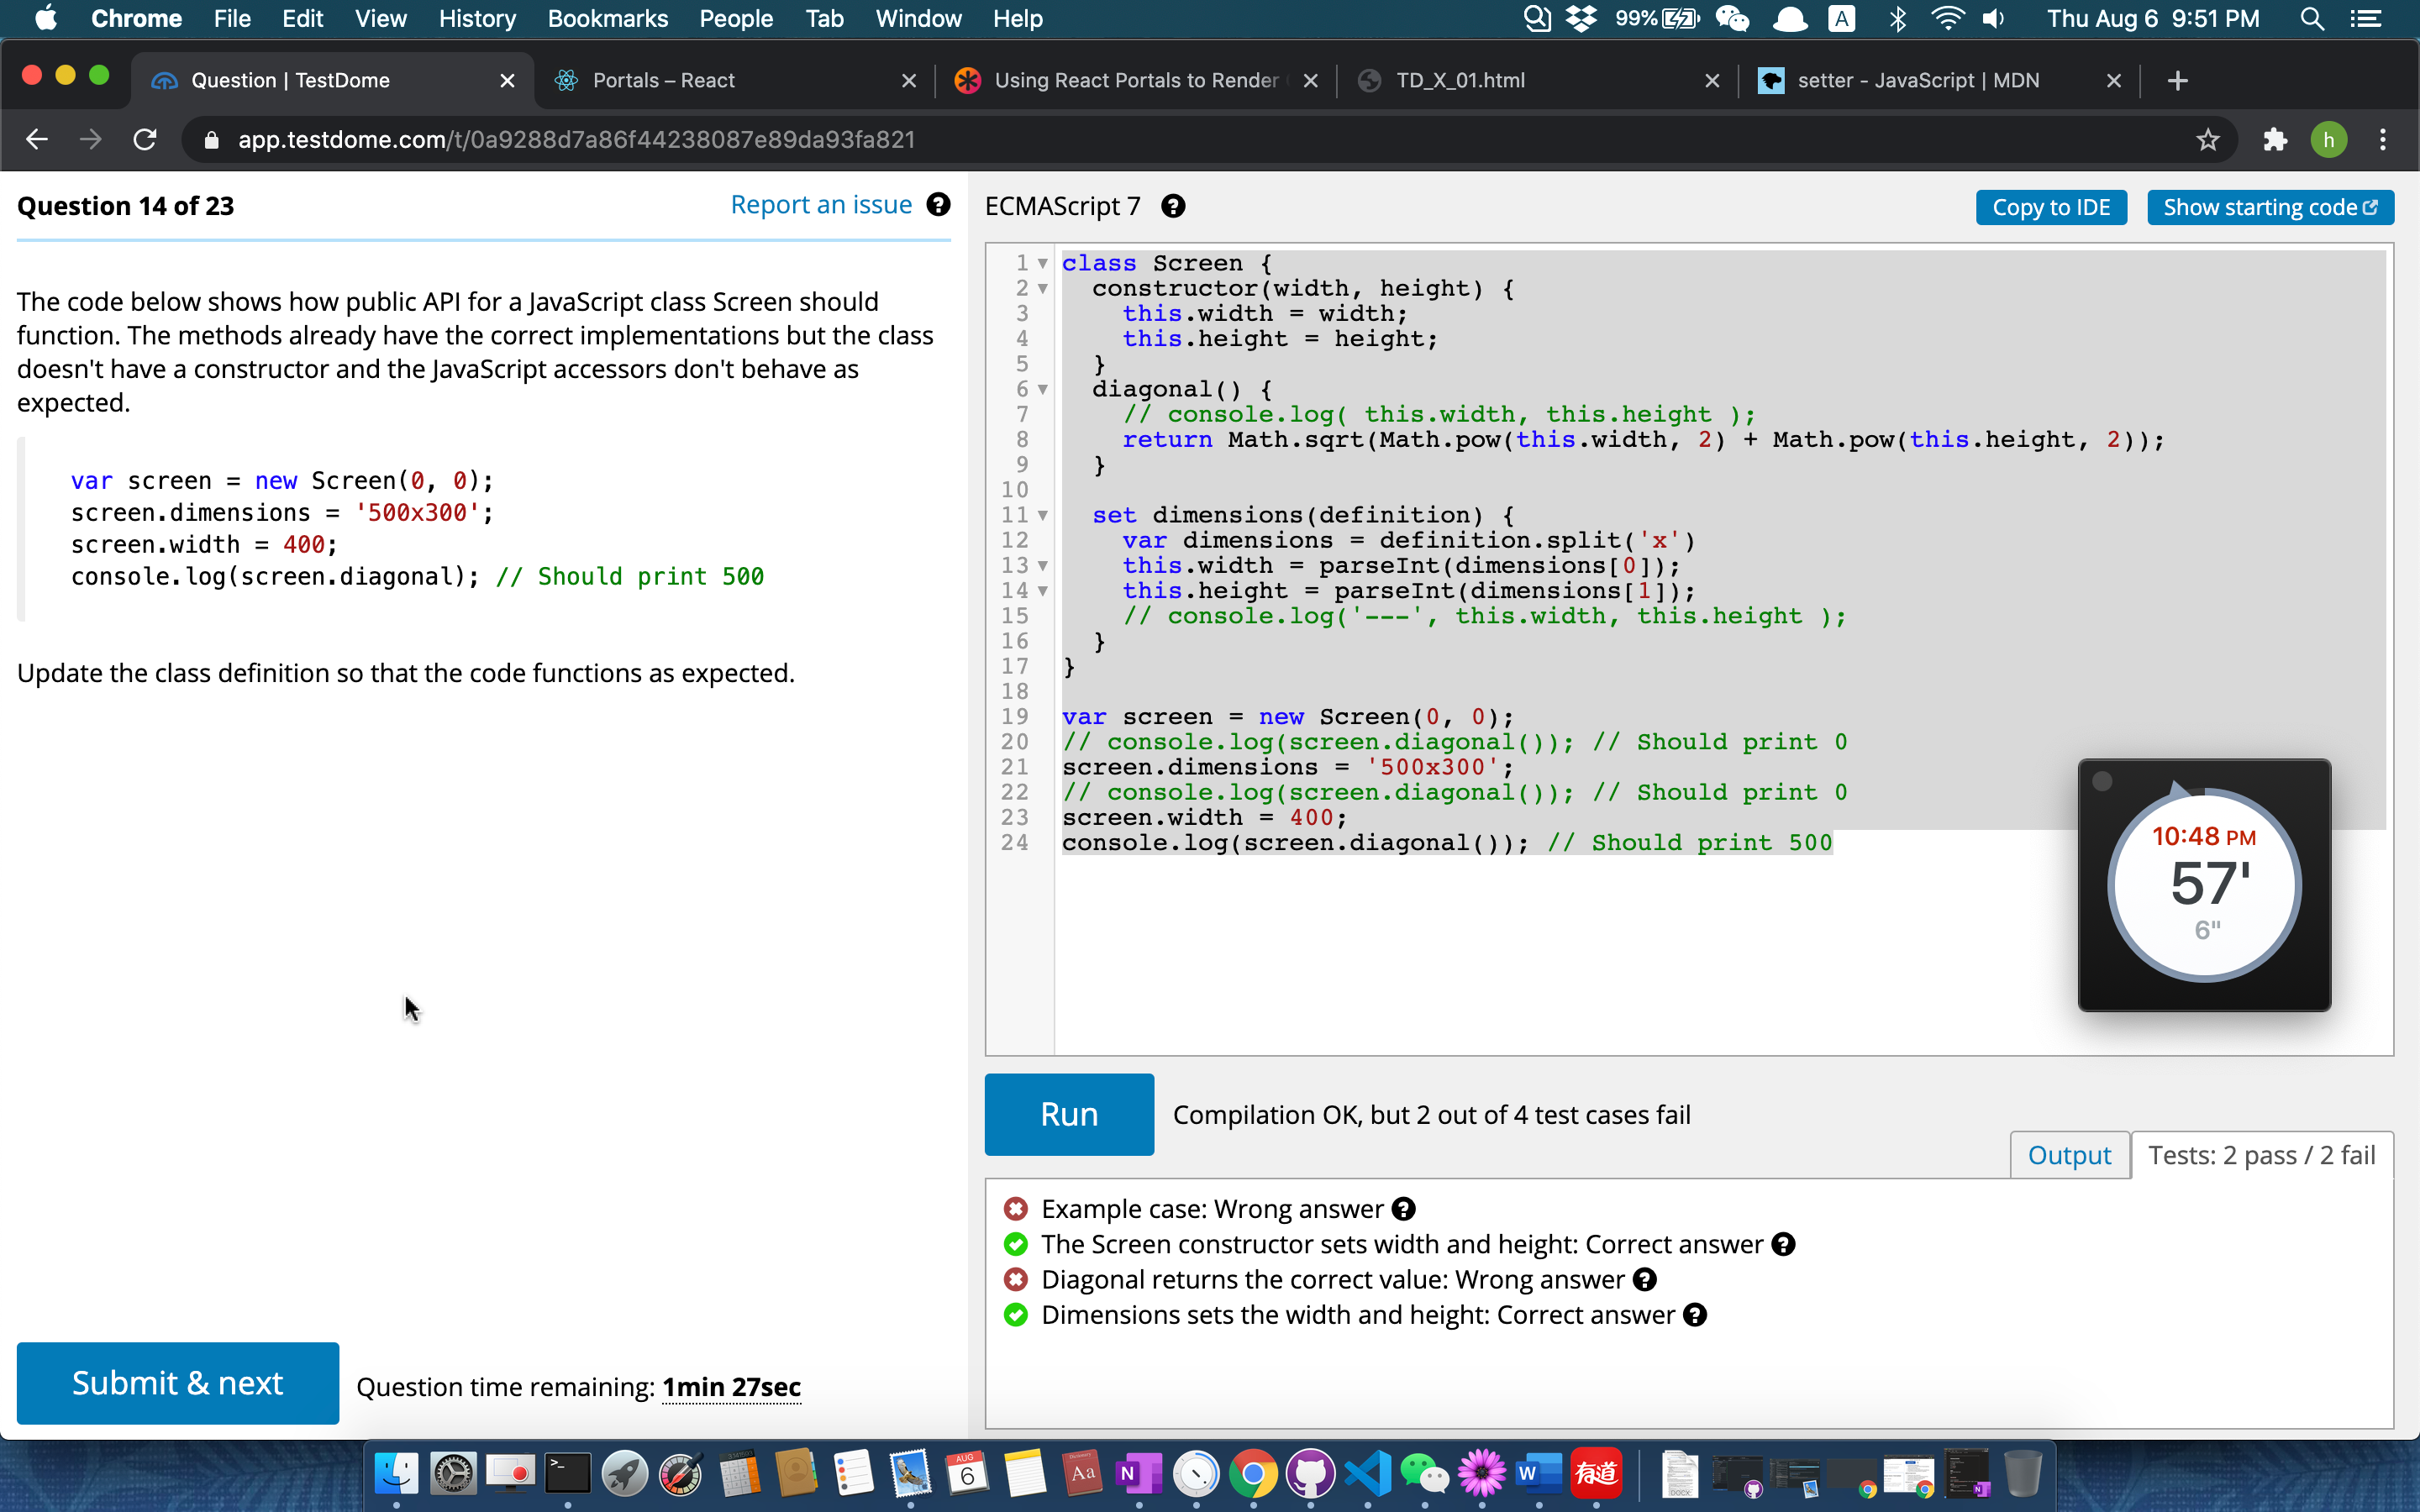 Chrome File Edit View History Bookmarks People Tab Window Help 99% A Thu Aug 6 9:51 PM
Question | TestDome
Portals – React
Using React Portals to Render
TD_X_01.html
setter - JavaScript | MDN
app.testdome.com/t/0a9288d7a86f44238087e89da93fa821
h
Question 14 of 23
Report an issue
The code below shows how public API for a JavaScript class Screen should
function. The methods already have the correct implementations but the class
doesn't have a constructor and the JavaScript accessors don't behave as
expected.
var screen = new Screen(0, 0);
screen.dimensions = '500x300';
screen.width = 400;
console.log(screen.diagonal); // Should print 500
Update the class definition so that the code functions as expected.
Submit & next
Question time remaining: 1min 27sec
ECMAScript 7
Copy to IDE
Show starting code
1 class Screen {
2 constructor(width, height) {
3 this.width = width;
4 this.height = height;
5 }
6 diagonal() {
7 // console.log( this.width, this.height );
8 return Math.sqrt(Math.pow(this.width, 2) + Math.pow(this.height, 2));
9 }
10
11 set dimensions(definition) {
12 var dimensions = definition.split('x')
13 this.width = parseInt(dimensions[0]);
14 this.height = parseInt(dimensions[1]);
15 // console.log('---', this.width, this.height );
16 }
17 }
18
19 var screen = new Screen(0, 0);
20 // console.log(screen.diagonal()); // Should print 0
21 screen.dimensions = '500x300';
22 // console.log(screen.diagonal()); // Should print 0
23 screen.width = 400;
24 console.log(screen.diagonal()); // Should print 500
10:48 PM
57'
6"
Run
Compilation OK, but 2 out of 4 test cases fail
Output
Tests: 2 pass / 2 fail
Example case: Wrong answer
The Screen constructor sets width and height: Correct answer
Diagonal returns the correct value: Wrong answer
Dimensions sets the width and height: Correct answer
AUG
6
Aa
N
W
有道
DOCX